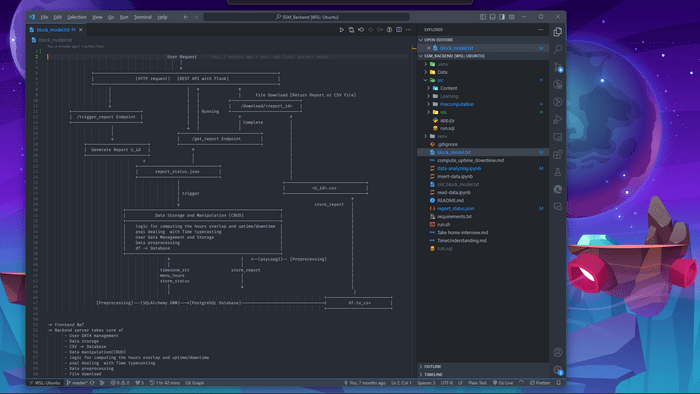 File Edit Selection View Go Run Terminal Help
SSM_Backend [WSL: Ubuntu]
block_model.txt
block_model.txt
You, 7 months ago | 1 author (You)
User Request
(HTTP request) [REST API with Flask]
File Download [Return Report or CSV File]
Running
/download/<report_id>
/trigger_report Endpoint
Complete
/get_report Endpoint
Generate Report U_id
report_status.json
trigger
<U_id>.csv
store_report
Data Storage and Manipulation (CRUD)
logic for computing the hours overlap and uptime/downtime
psql dealing with Time typecasting
User Data Management and Storage
Data preprocessing
df -> Database
<--(psycopg)-- [Preprocessing]
timezone_str store_report
menu_hours
store_status
[Preprocessing]---(SQLAlchemy ORM)--->[PostgreSQL Database]
df.to_csv
-> Frontend Ref
-> Backend server takes care of
- User DATA management
- Data storage
- CSV -> Database
- Data manipulation(CRUD)
- logic for computing the hours overlap and uptime/downtime
- psql dealing with Time typecasting
- Data preprocessing
- File download
EXPLORER
OPEN EDITORS
block_model.txt M
SSM_BACKEND [WSL: UBUNTU]
.venv
Data
src
Content
Learning
Precomputation
res
app.py
run.sql
venv
.gitignore
block_model.txt M
compute_uptime_downtime.md
data-analyting.ipynb M
insert-data.ipynb
old_block_model.txt
read-data.ipynb
README.md
report_status.json M
requirements.txt
run.sh
Take home interview.md
TimeUnderstanding.md
tuts.sql
OUTLINE
TIMELINE
WSL: Ubuntu master* 0 0 3 1 hr 42 mins Git Graph
You, 7 months ago Ln 2, Col 1 Spaces: 3 UTF-8 LF Plain Text Go Live Prettier